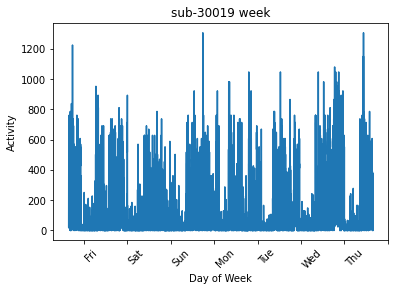 sub-30019 week
1200
1000
800
600
400
200
0
Activity
Fri
Sat
Sun
Mon
Tue
Wed
Thu
Day of Week